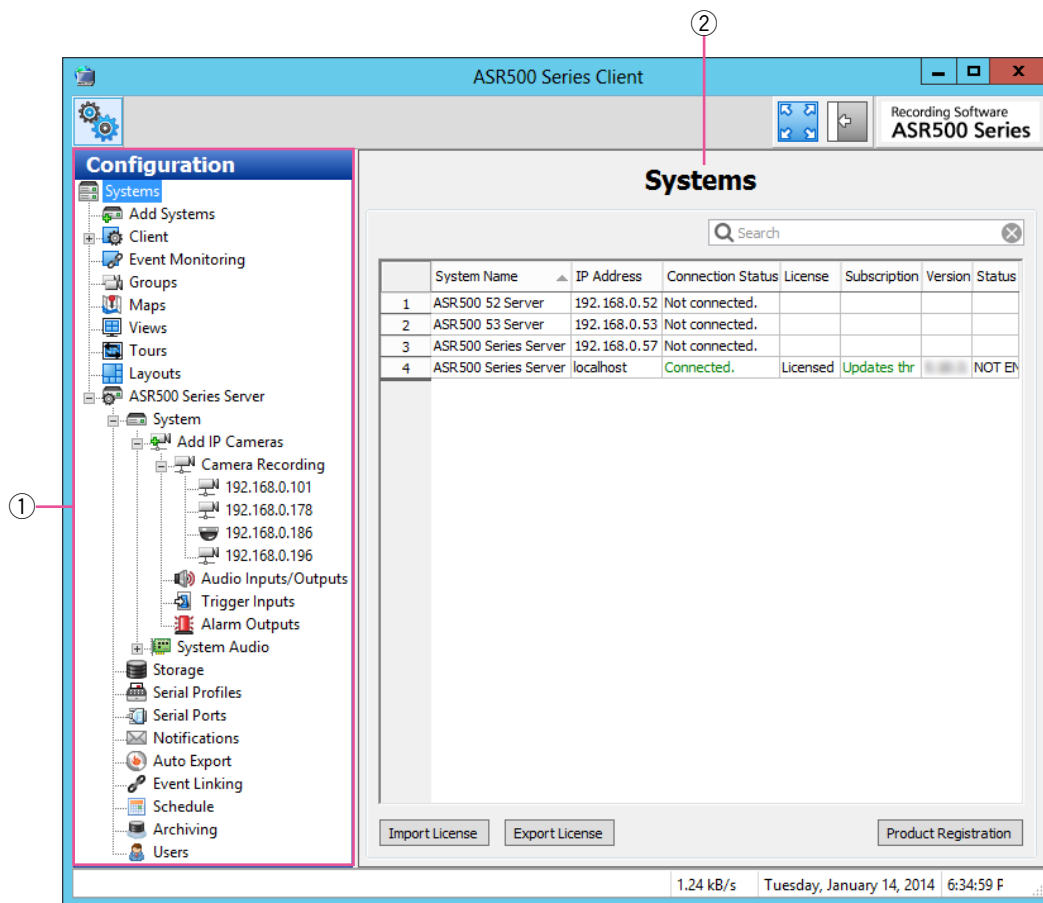 ②
ASR500 Series Client
Recording Software
ASR500 Series
Configuration
Systems
Add Systems
Client
Event Monitoring
Groups
Maps
Views
Tours
Layouts
ASR500 Series Server
System
Add IP Cameras
Camera Recording
192.168.0.101
192.168.0.178
192.168.0.186
192.168.0.196
Audio Inputs/Outputs
Trigger Inputs
Alarm Outputs
System Audio
Storage
Serial Profiles
Serial Ports
Notifications
Auto Export
Event Linking
Schedule
Archiving
Users
①
Systems
Search
System Name IP Address Connection Status License Subscription Version Status
1 ASR500 52 Server 192.168.0.52 Not connected.
2 ASR500 53 Server 192.168.0.53 Not connected.
3 ASR500 Series Server 192.168.0.57 Not connected.
4 ASR500 Series Server localhost Connected. Licensed Updates thr NOT EN
Import License Export License Product Registration
1.24 kB/s Tuesday, January 14, 2014 6:34:59 P